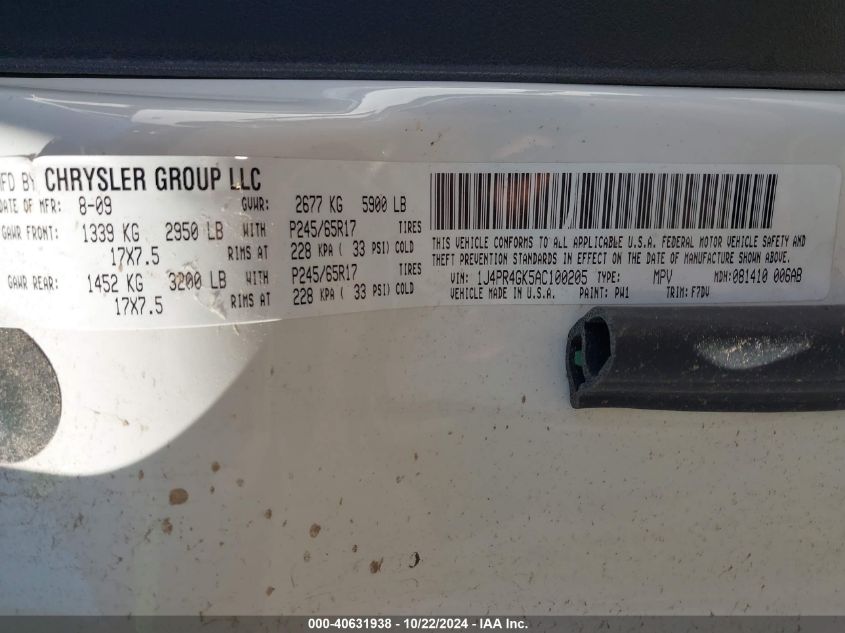 MFD BY CHRYSLER GROUP LLC
DATE OF MFR: 8-09 GVWR: 2677 KG 5900 LB
GAWR FRONT: 1339 KG 2950 LB WITH P245/65R17 TIRES
17X7.5 RIMS AT 228 KPA ( 33 PSI) COLD
GAWR REAR: 1452 KG 3200 LB WITH P245/65R17 TIRES
17X7.5 RIMS AT 228 KPA ( 33 PSI) COLD
THIS VEHICLE CONFORMS TO ALL APPLICABLE U.S.A. FEDERAL MOTOR VEHICLE SAFETY AND
THEFT PREVENTION STANDARDS IN EFFECT ON THE DATE OF MANUFACTURE SHOWN ABOVE.
VIN: 1J4PR4GK5AC100205 TYPE: MPV MDH: 081410 006AB
VEHICLE MADE IN U.S.A. PAINT: PW1 TRIM: F7DV
000-40631938 - 10/22/2024 - IAA Inc.